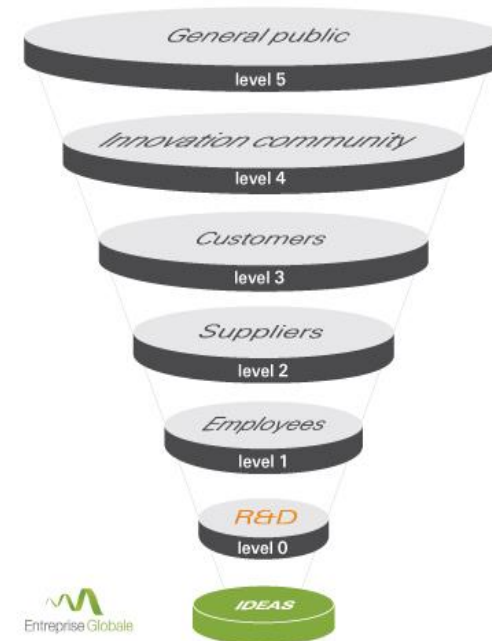 General public
level 5
Innovation community
level 4
Customers
level 3
Suppliers
level 2
Employees
level 1
R&D
level 0
IDEAS
Entreprise Globale